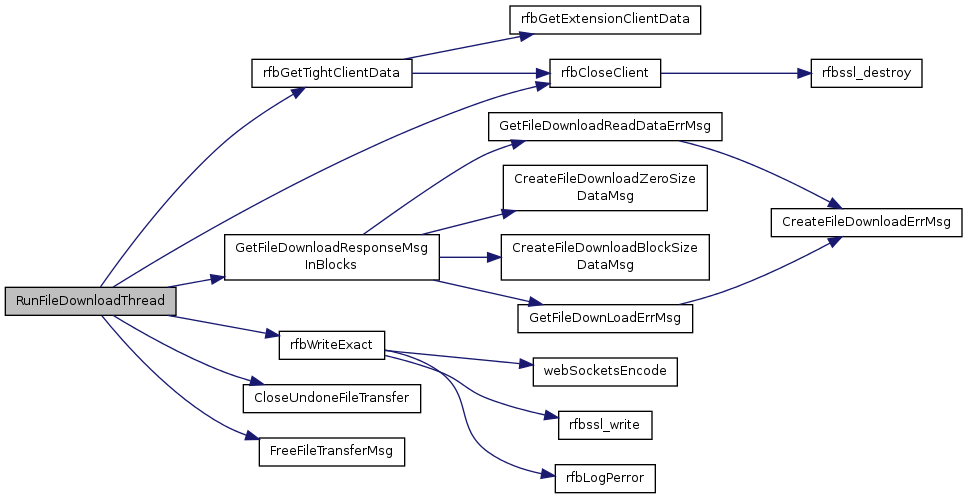 rfbGetExtensionClientData
rfbGetTightClientData
rfbCloseClient
rfbssl_destroy
GetFileDownloadReadDataErrMsg
CreateFileDownloadZeroSize
DataMsg
CreateFileDownloadErrMsg
GetFileDownloadResponseMsg
InBlocks
CreateFileDownloadBlockSize
DataMsg
RunFileDownloadThread
GetFileDownLoadErrMsg
rfbWriteExact
webSocketsEncode
CloseUndoneFileTransfer
rfbssl_write
FreeFileTransferMsg
rfbLogPerror